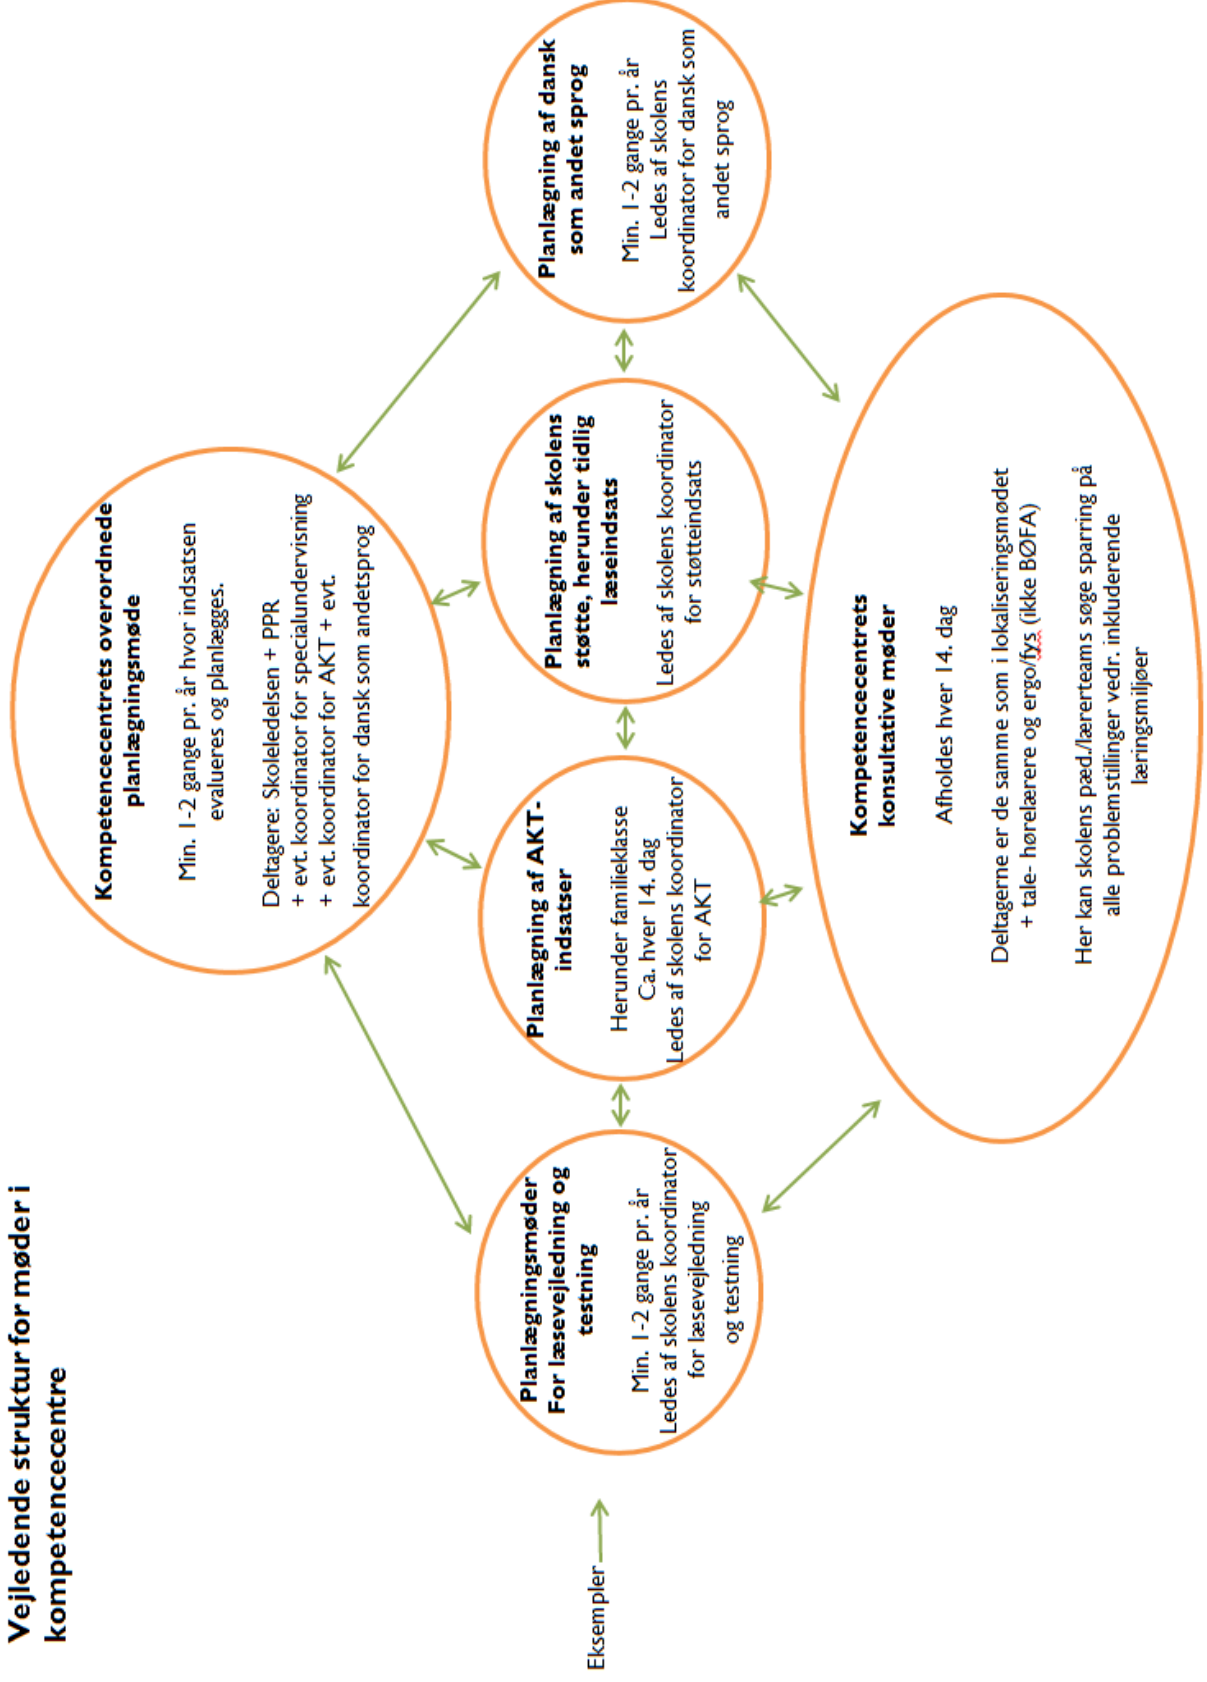 Vejledende struktur for møder i
kompetencecentre
Kompetencecentrets overordnede
planlægningsmøde
Min. 1-2 gange pr. år hvor indsatsen
evalueres og planlægges.
Deltagere: Skoleledelsen + PPR
+ evt. koordinator for specialundervisning
+ evt. koordinator for AKT + evt.
koordinator for dansk som andetsprog
Eksempler
Planlægningsmøder
For læsevejledning og
testning
Min. 1-2 gange pr. år
Ledes af skolens koordinator
for læsevejledning
og testning
Planlægning af AKT-
indsatser
Herunder familieklasse
Ca. hver 14. dag
Ledes af skolens koordinator
for AKT
Planlægning af skolens
støtte, herunder tidlig
læseindsats
Ledes af skolens koordinator
for støtteindsats
Planlægning af dansk
som andet sprog
Min. 1-2 gange pr. år
Ledes af skolens
koordinator for dansk som
andet sprog
Kompetencecentrets
konsultative møder
Afholdes hver 14. dag
Deltagerne er de samme som i lokaliseringsmødet
+ tale- hørelærere og ergo/fys (ikke BØFA)
Her kan skolens pæd./lærerteams søge sparring på
alle problemstillinger vedr. inkluderende
læringsmiljøer